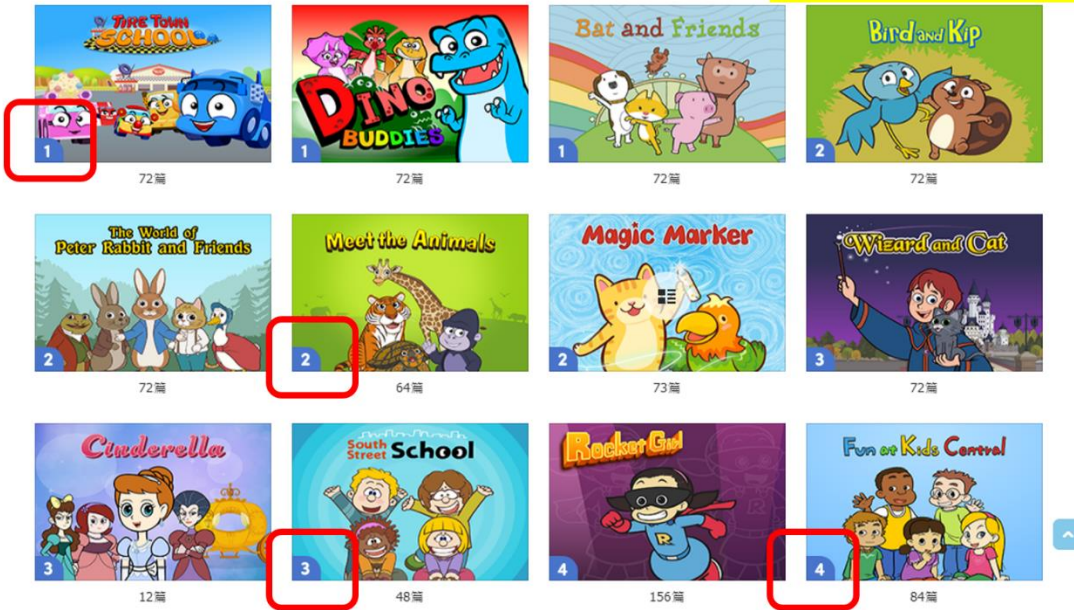 TIRE TOWN
SCHOOL
1
72篇
DINO
BUDDIES
1
72篇
Bat and Friends
1
72篇
Bird and Kip
2
72篇
The World of
Peter Rabbit and Friends
2
72篇
Meet the Animals
2
64篇
Magic Marker
2
73篇
Wizard and Cat
3
72篇
Cinderella
3
12篇
South
Street School
3
48篇
Rocket Girl
R
4
156篇
Fun at Kids Central
4
84篇